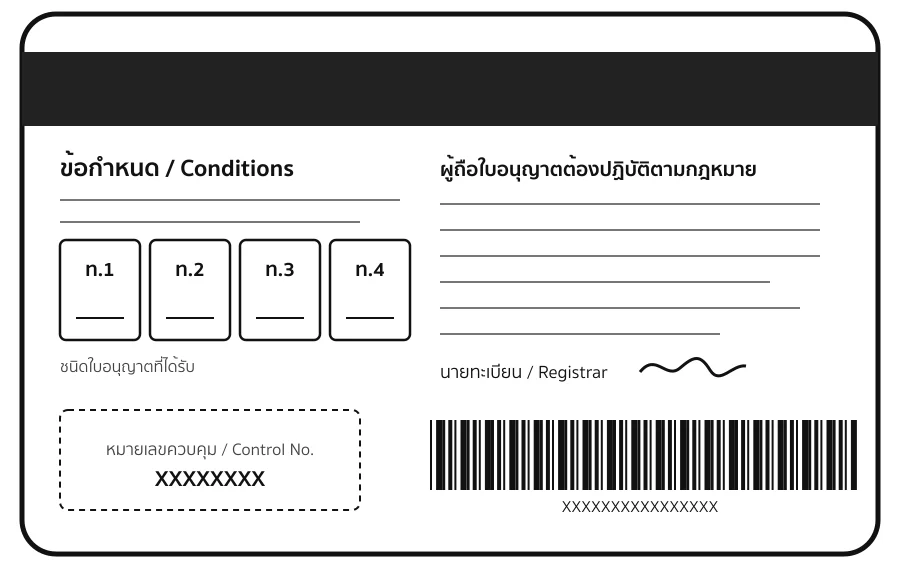 ข้อกำหนด / Conditions
ท.1 ท.2 ท.3 ท.4
ชนิดใบอนุญาตที่ได้รับ
หมายเลขควบคุม / Control No.
XXXXXXXX
ผู้ถือใบอนุญาตต้องปฏิบัติตามกฎหมาย
นายทะเบียน / Registrar
XXXXXXXXXXXXXXXX